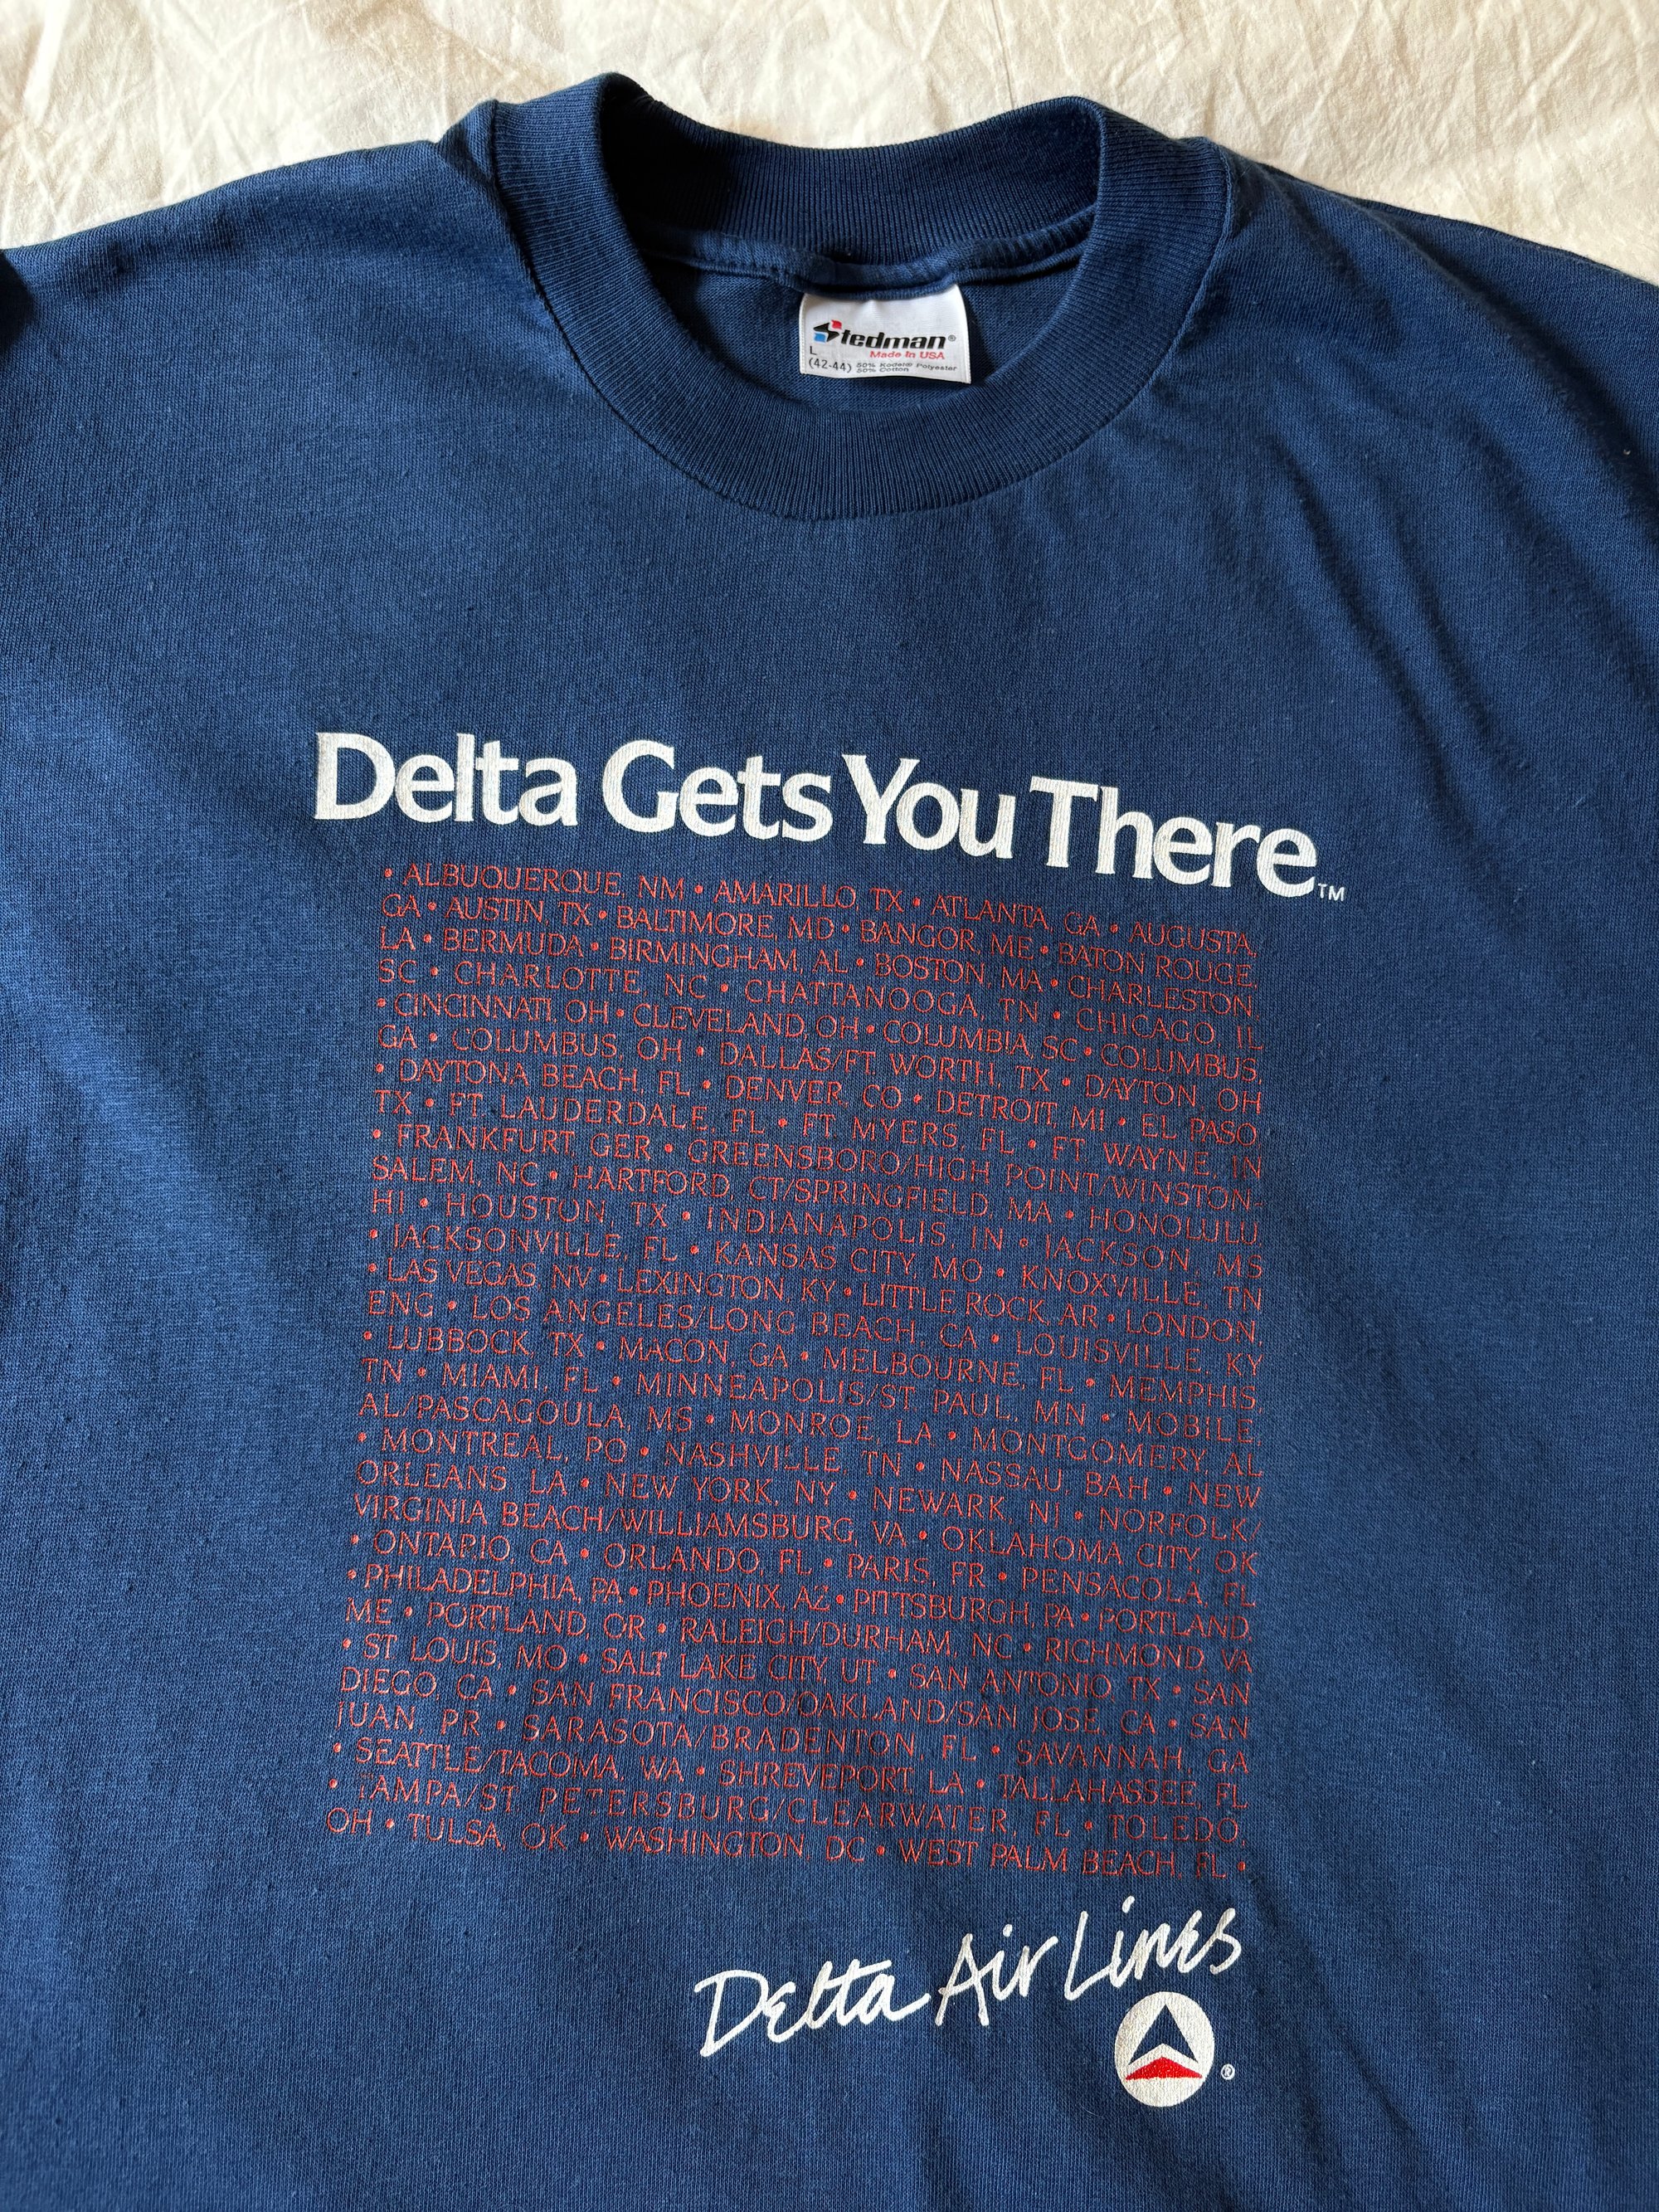 Stedman®
Made in USA
L
(42-44) 50% Kodel® Polyester
50% Cotton
Delta Gets You There™
• ALBUQUERQUE, NM • AMARILLO, TX • ATLANTA, GA • AUGUSTA,
GA • AUSTIN, TX • BALTIMORE, MD • BANGOR, ME • BATON ROUGE,
LA • BERMUDA • BIRMINGHAM, AL • BOSTON, MA • CHARLESTON,
SC • CHARLOTTE, NC • CHATTANOOGA, TN • CHICAGO, IL
• CINCINNATI, OH • CLEVELAND, OH • COLUMBIA, SC • COLUMBUS,
GA • COLUMBUS, OH • DALLAS/FT. WORTH, TX • DAYTON, OH
• DAYTONA BEACH, FL • DENVER, CO • DETROIT, MI • EL PASO,
TX • FT. LAUDERDALE, FL • FT. MYERS, FL • FT. WAYNE, IN
• FRANKFURT, GER • GREENSBORO/HIGH POINT/WINSTON-
SALEM, NC • HARTFORD, CT/SPRINGFIELD, MA • HONOLULU,
HI • HOUSTON, TX • INDIANAPOLIS, IN • JACKSON, MS
• JACKSONVILLE, FL • KANSAS CITY, MO • KNOXVILLE, TN
• LAS VEGAS, NV • LEXINGTON, KY • LITTLE ROCK, AR • LONDON,
ENG • LOS ANGELES/LONG BEACH, CA • LOUISVILLE, KY
• LUBBOCK, TX • MACON, GA • MELBOURNE, FL • MEMPHIS,
TN • MIAMI, FL • MINNEAPOLIS/ST. PAUL, MN • MOBILE,
AL/PASCAGOULA, MS • MONROE, LA • MONTGOMERY, AL
• MONTREAL, PQ • NASHVILLE, TN • NASSAU, BAH • NEW
ORLEANS, LA • NEW YORK, NY • NEWARK, NJ • NORFOLK/
VIRGINIA BEACH/WILLIAMSBURG, VA • OKLAHOMA CITY, OK
• ONTARIO, CA • ORLANDO, FL • PARIS, FR • PENSACOLA, FL
• PHILADELPHIA, PA • PHOENIX, AZ • PITTSBURGH, PA • PORTLAND,
ME • PORTLAND, OR • RALEIGH/DURHAM, NC • RICHMOND, VA
• ST. LOUIS, MO • SALT LAKE CITY, UT • SAN ANTONIO, TX • SAN
DIEGO, CA • SAN FRANCISCO/OAKLAND/SAN JOSE, CA • SAN
JUAN, PR • SARASOTA/BRADENTON, FL • SAVANNAH, GA
• SEATTLE/TACOMA, WA • SHREVEPORT, LA • TALLAHASSEE, FL
• TAMPA/ST. PETERSBURG/CLEARWATER, FL • TOLEDO,
OH • TULSA, OK • WASHINGTON, DC • WEST PALM BEACH, FL •
Delta Air Lines
®